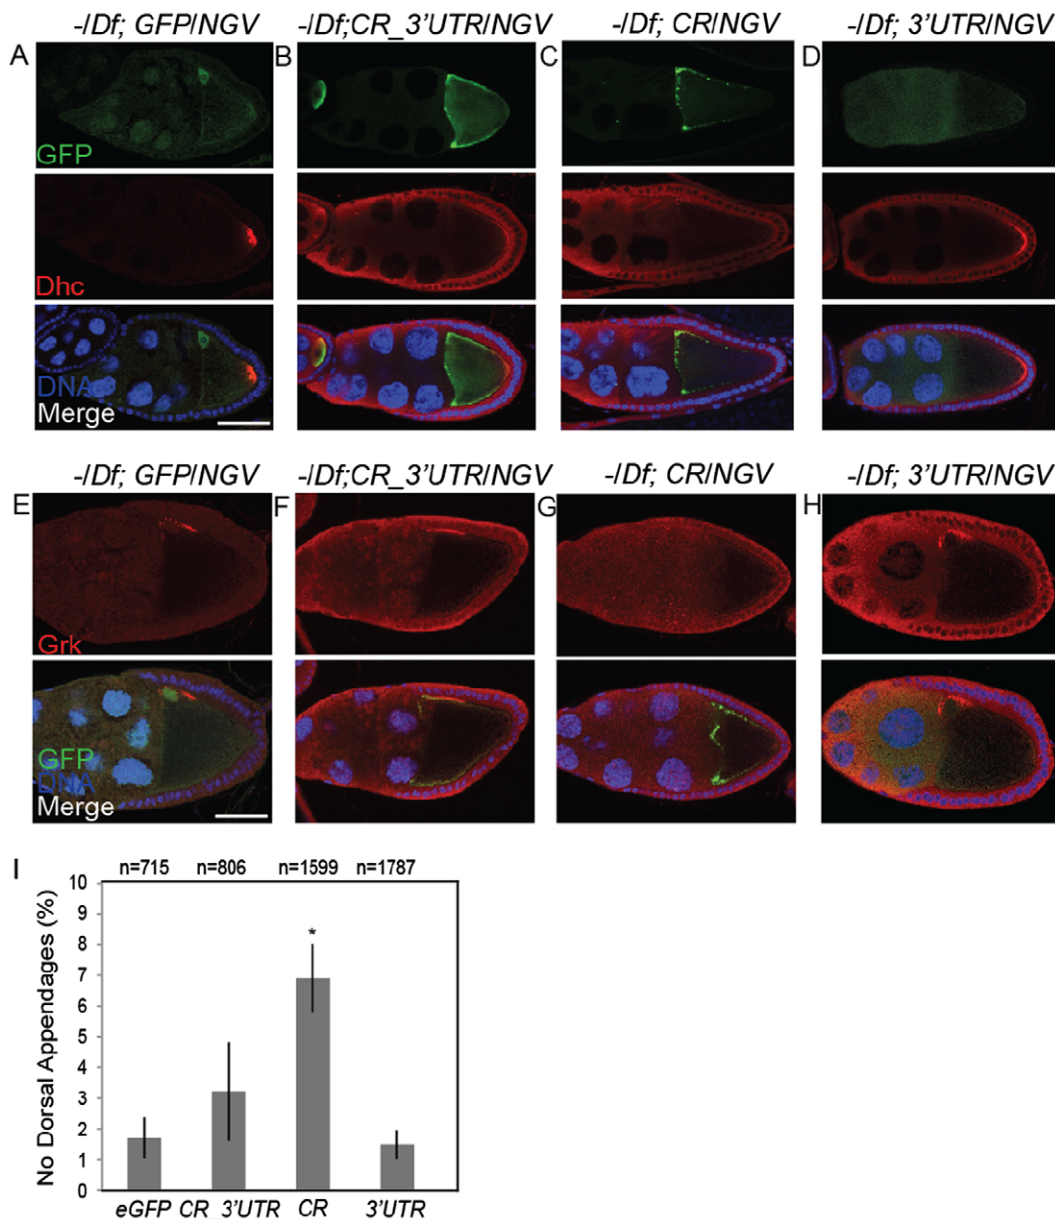 -/Df; GFP/NGV -/Df;CR_3'UTR/NGV -/Df; CR/NGV -/Df; 3'UTR/NGV
A B C D
GFP
Dhc
DNA
Merge
-/Df; GFP/NGV -/Df;CR_3'UTR/NGV -/Df; CR/NGV -/Df; 3'UTR/NGV
E F G H
Grk
GFP
DNA
Merge
I
n=715 n=806 n=1599 n=1787
No Dorsal Appendages (%)
10
9
8
7
6
5
4
3
2
1
0
*
eGFP CR_3'UTR CR 3'UTR